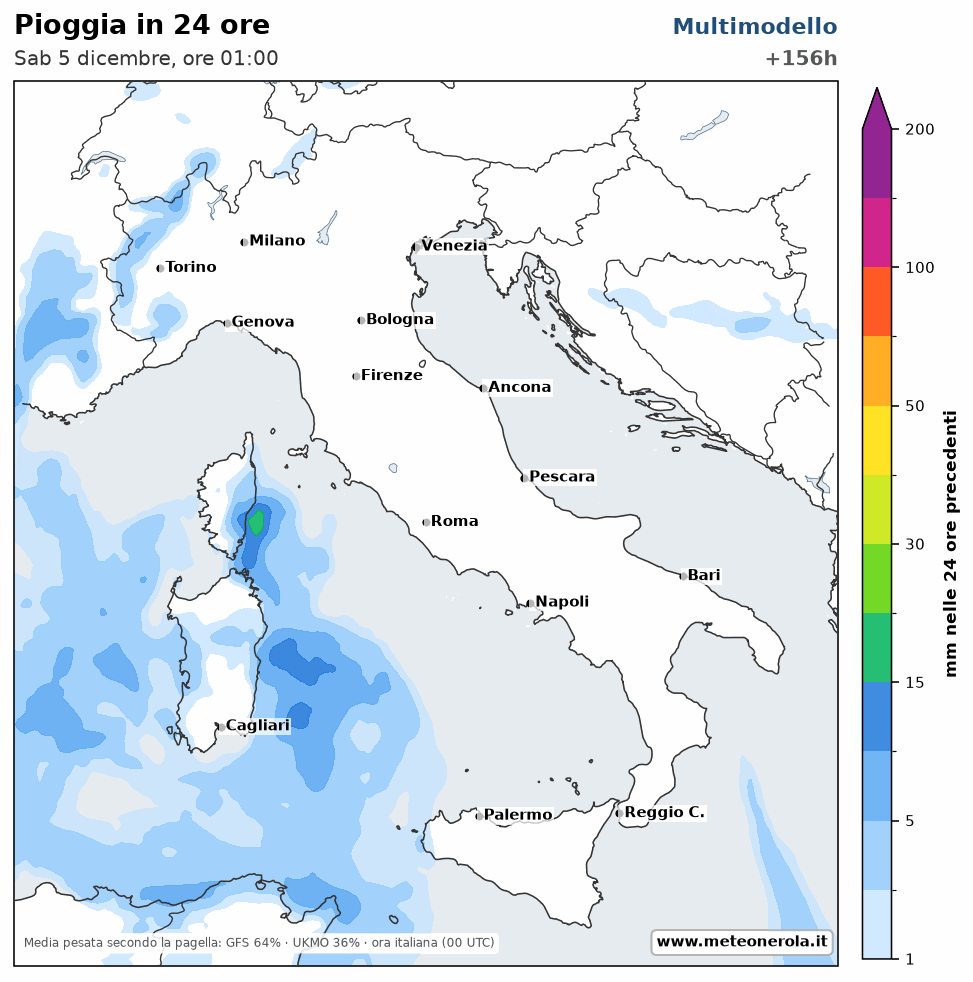 Pioggia in 24 ore
Multimodello
Sab 5 dicembre, ore 01:00
+156h
200
100
50
30
15
5
1
mm nelle 24 ore precedenti
Milano
Venezia
Torino
Genova
Bologna
Firenze
Ancona
Pescara
Roma
Bari
Napoli
Cagliari
Palermo
Reggio C.
Media pesata secondo la pagella: GFS 64% · UKMO 36% · ora italiana (00 UTC)
www.meteonerola.it